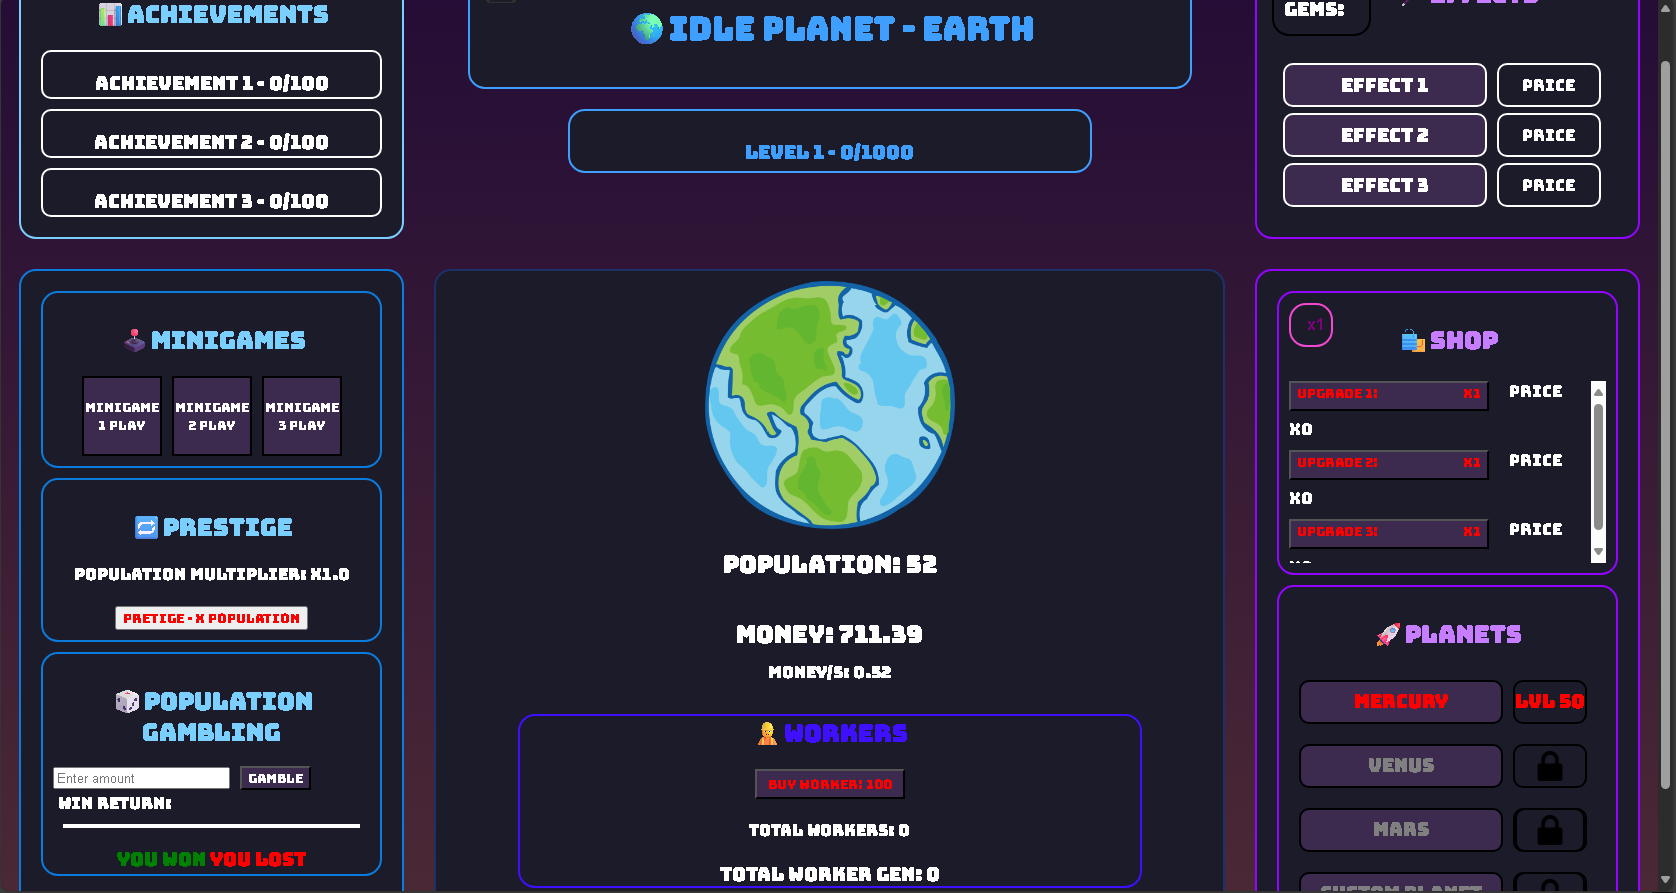 ACHIEVEMENTS
ACHIEVEMENT 1 - 0/100
ACHIEVEMENT 2 - 0/100
ACHIEVEMENT 3 - 0/100
IDLE PLANET - EARTH
LEVEL 1 - 0/1000
GEMS:
EFFECTS
EFFECT 1 PRICE
EFFECT 2 PRICE
EFFECT 3 PRICE
MINIGAMES
MINIGAME 1 PLAY
MINIGAME 2 PLAY
MINIGAME 3 PLAY
PRESTIGE
POPULATION MULTIPLIER: X1.0
PRETIGE - X POPULATION
POPULATION
GAMBLING
Enter amount GAMBLE
WIN RETURN:
YOU WON YOU LOST
POPULATION: 52
MONEY: 711.39
MONEY/S: 0.52
WORKERS
BUY WORKER: 100
TOTAL WORKERS: 0
TOTAL WORKER GEN: 0
x1
SHOP
UPGRADE 1: X1 PRICE
X0
UPGRADE 2: X1 PRICE
X0
UPGRADE 3: X1 PRICE
X0
PLANETS
MERCURY LVL 50
VENUS
MARS
CUSTOM PLANET